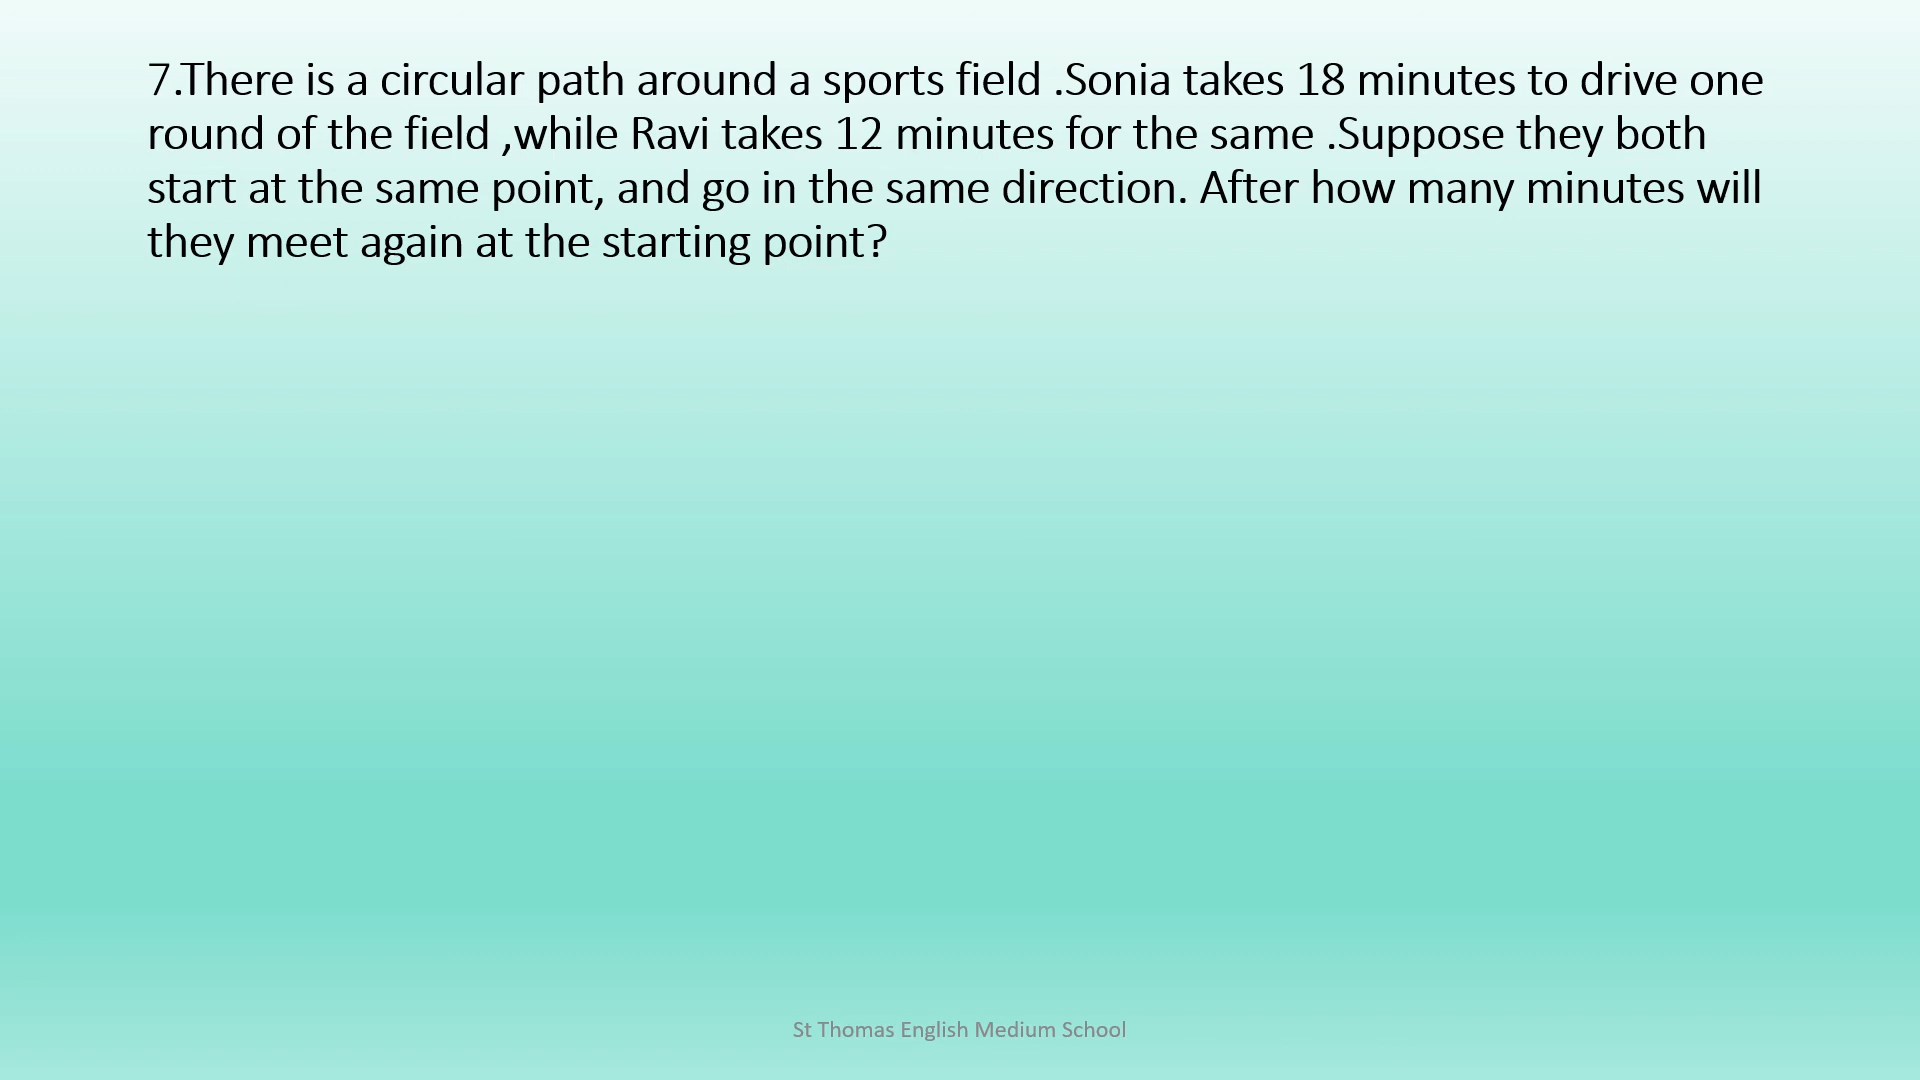 7.There is a circular path around a sports field .Sonia takes 18 minutes to drive one
round of the field ,while Ravi takes 12 minutes for the same .Suppose they both
start at the same point, and go in the same direction. After how many minutes will
they meet again at the starting point?
St Thomas English Medium School